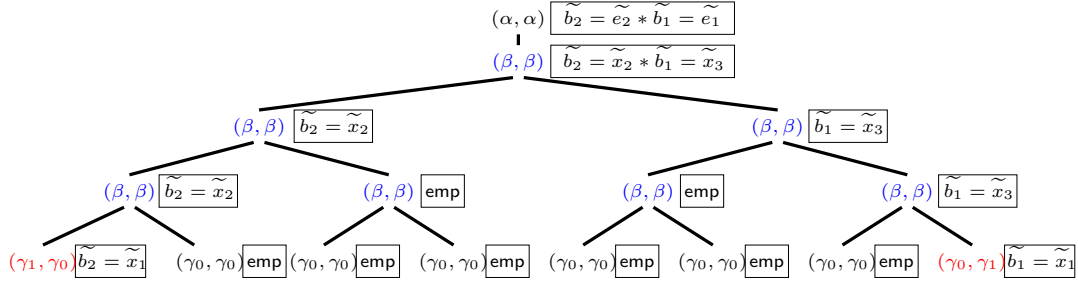 (α, α) b̃₂ = ẽ₂ * b̃₁ = ẽ₁
(β, β) b̃₂ = x̃₂ * b̃₁ = x̃₃
(β, β) b̃₂ = x̃₂ (β, β) b̃₁ = x̃₃
(β, β) b̃₂ = x̃₂ (β, β) emp (β, β) emp (β, β) b̃₁ = x̃₃
(γ₁, γ₀) b̃₂ = x̃₁ (γ₀, γ₀) emp (γ₀, γ₀) emp (γ₀, γ₀) emp (γ₀, γ₀) emp (γ₀, γ₀) emp (γ₀, γ₀) emp (γ₀, γ₁) b̃₁ = x̃₁